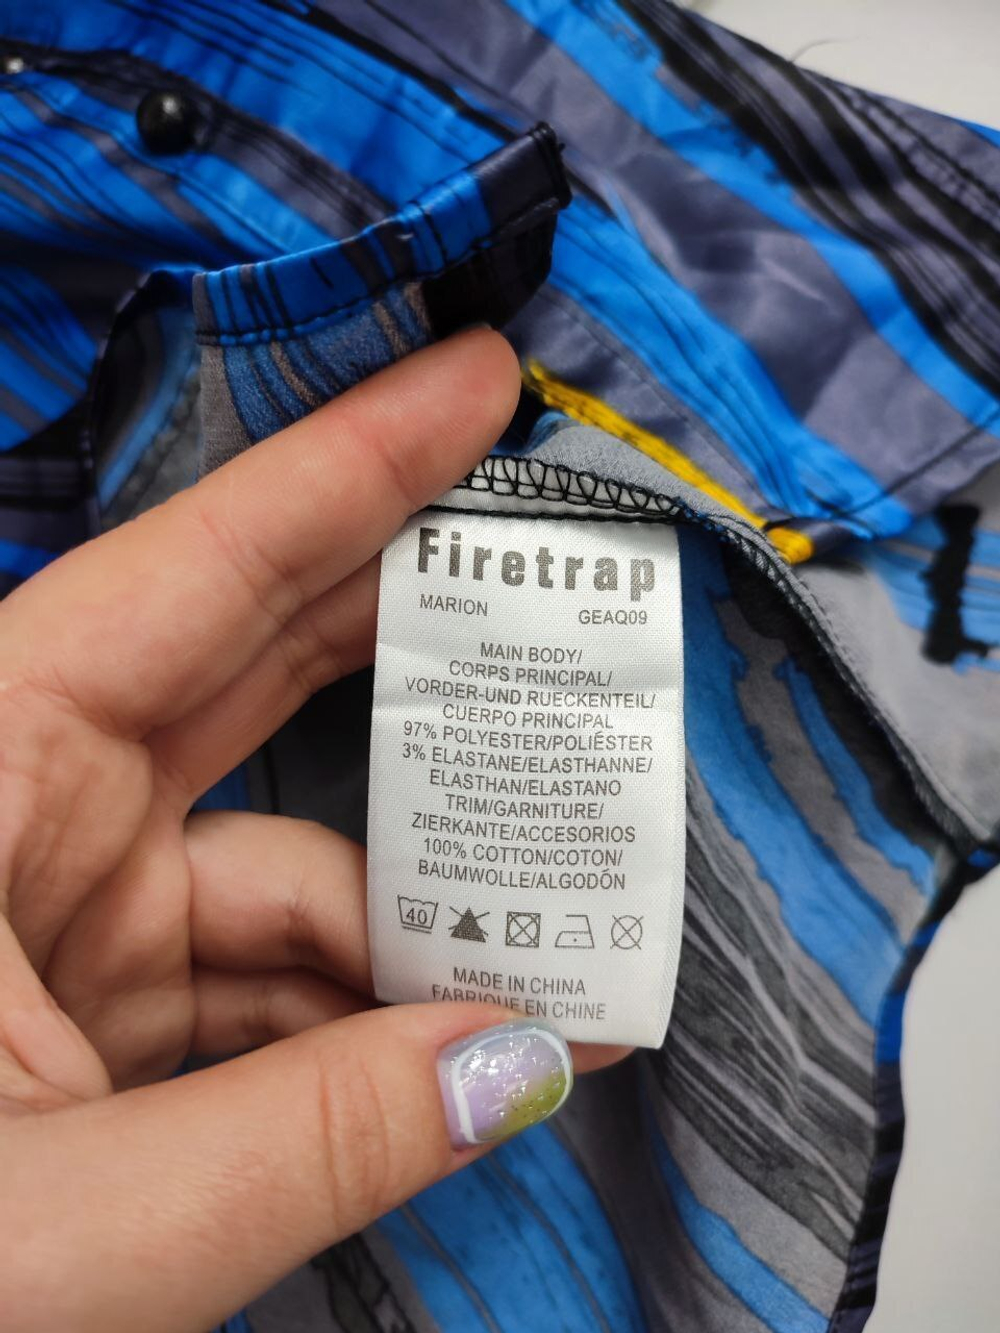 Firetrap
MARION GEAQ09
MAIN BODY/
CORPS PRINCIPAL/
VORDER-UND RUECKENTEIL/
CUERPO PRINCIPAL
97% POLYESTER/POLIÉSTER
3% ELASTANE/ELASTHANNE/
ELASTHAN/ELASTANO
TRIM/GARNITURE/
ZIERKANTE/ACCESORIOS
100% COTTON/COTON/
BAUMWOLLE/ALGODÓN
40
MADE IN CHINA
FABRIQUE EN CHINE